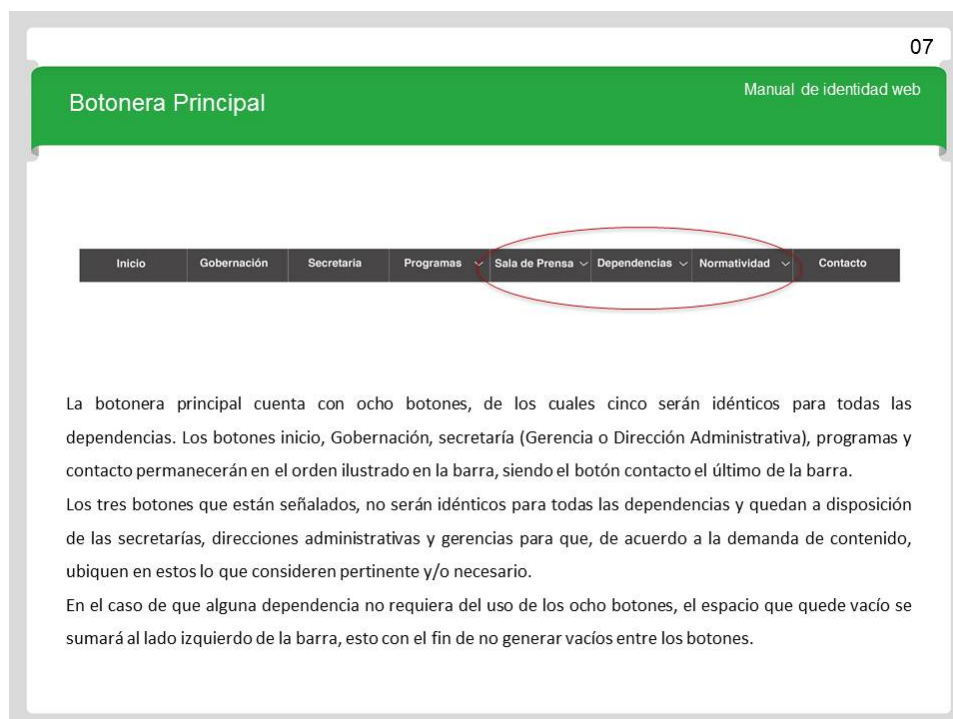 07
Botonera Principal
Manual de identidad web
Inicio Gobernación Secretaria Programas Sala de Prensa Dependencias Normatividad Contacto
La botonera principal cuenta con ocho botones, de los cuales cinco serán idénticos para todas las
dependencias. Los botones inicio, Gobernación, secretaría (Gerencia o Dirección Administrativa), programas y
contacto permanecerán en el orden ilustrado en la barra, siendo el botón contacto el último de la barra.
Los tres botones que están señalados, no serán idénticos para todas las dependencias y quedan a disposición
de las secretarías, direcciones administrativas y gerencias para que, de acuerdo a la demanda de contenido,
ubiquen en estos lo que consideren pertinente y/o necesario.
En el caso de que alguna dependencia no requiera del uso de los ocho botones, el espacio que quede vacío se
sumará al lado izquierdo de la barra, esto con el fin de no generar vacíos entre los botones.